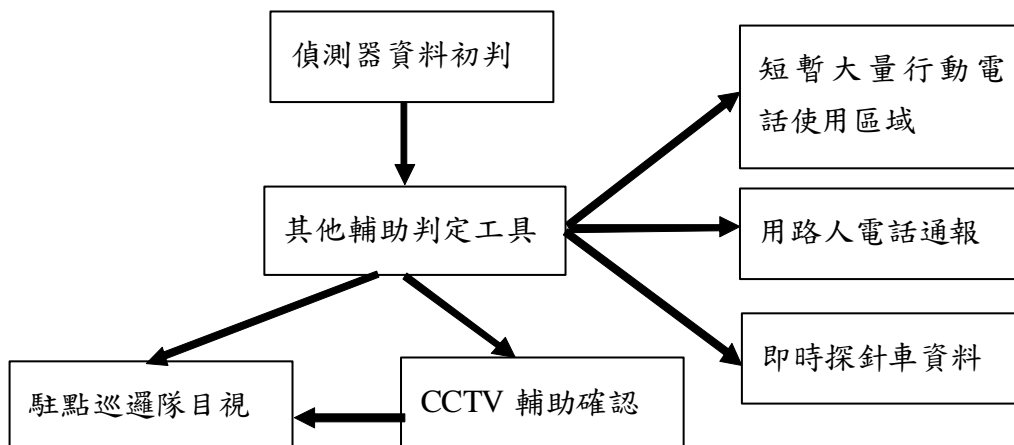 偵測器資料初判
短暫大量行動電
話使用區域
其他輔助判定工具
用路人電話通報
即時探針車資料
駐點巡邏隊目視
CCTV 輔助確認